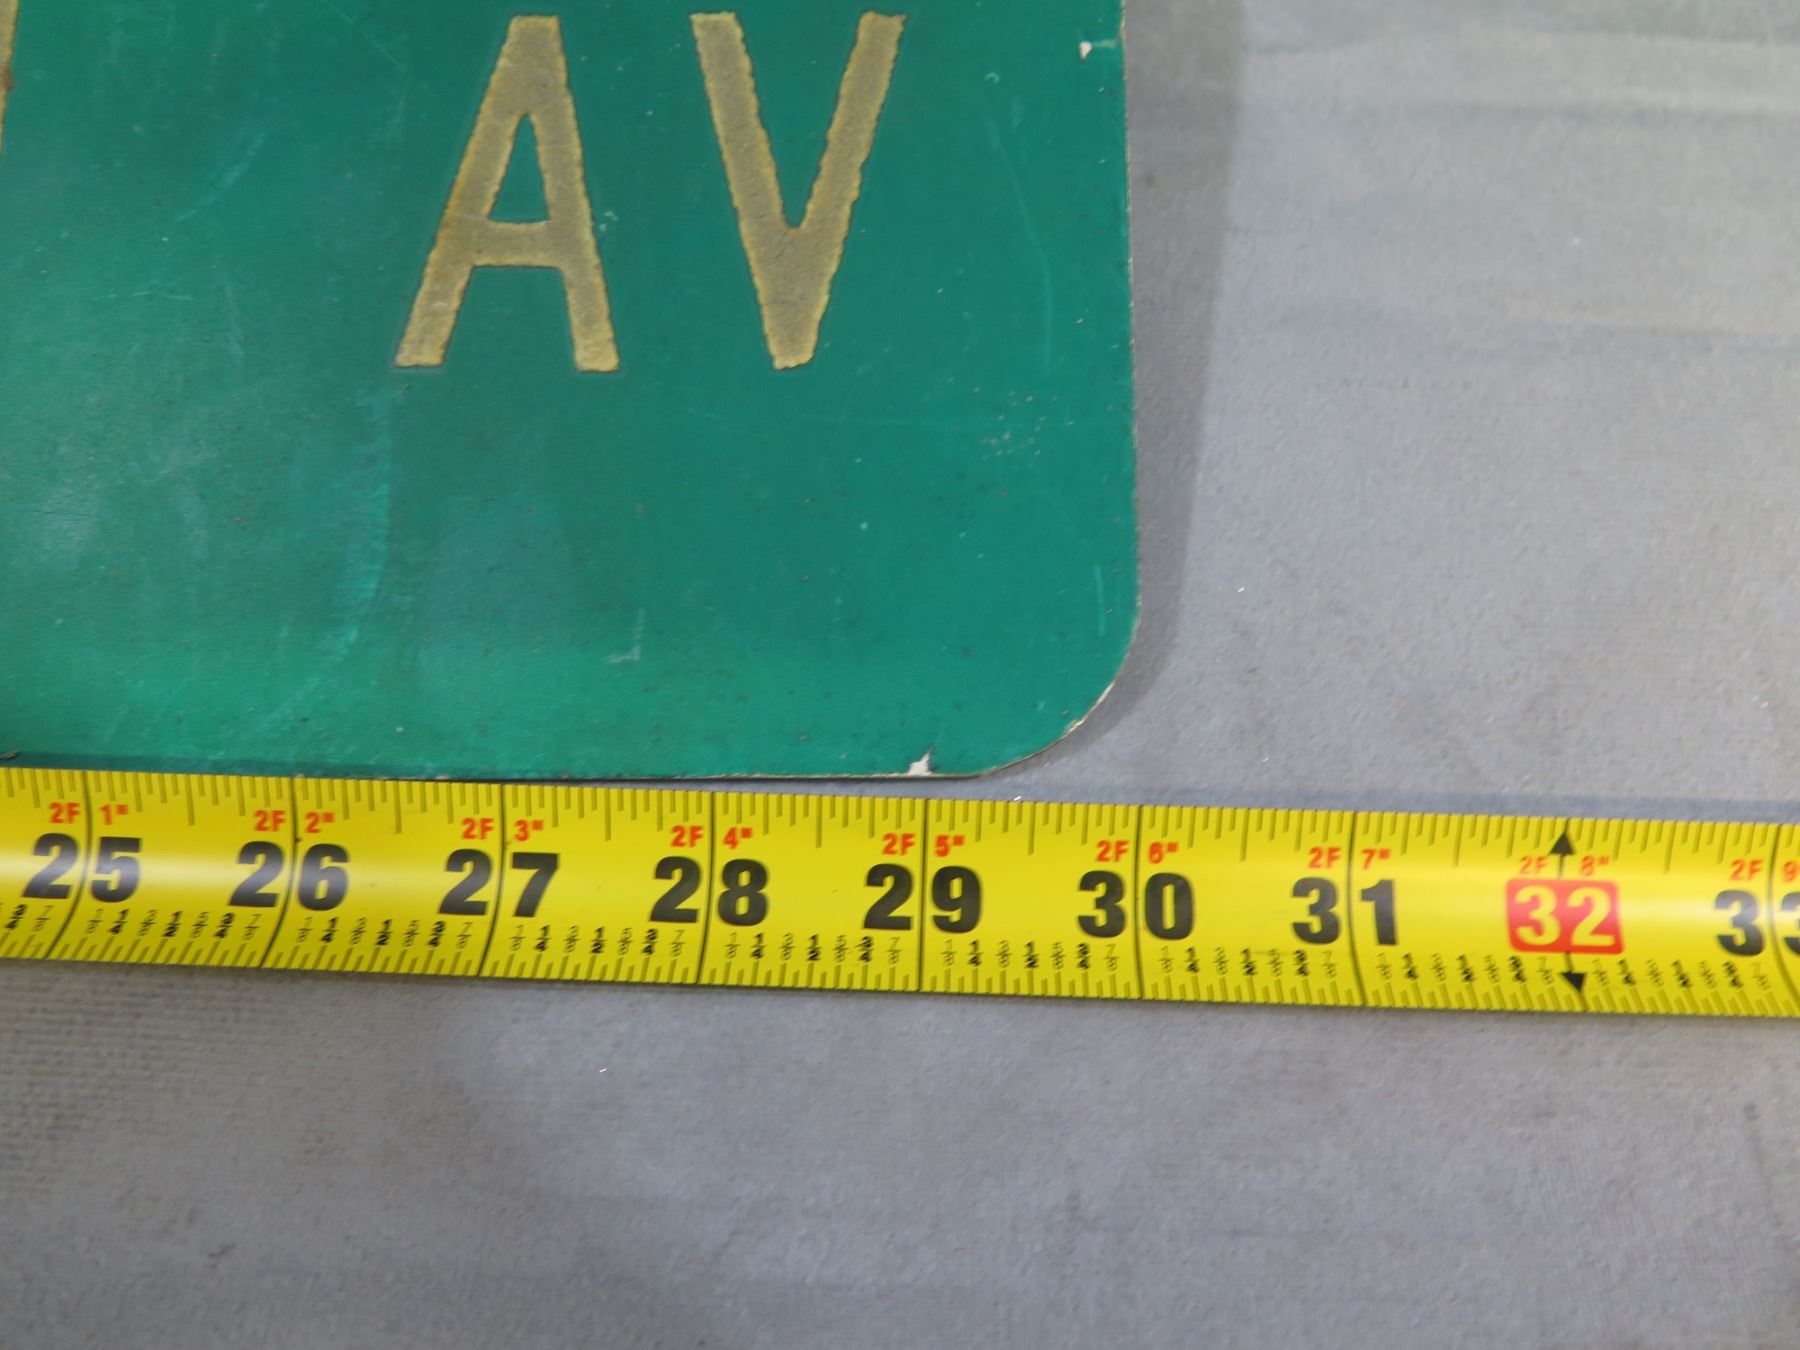 AV
2F 1" 2F 2" 2F 3" 2F 4" 2F 5" 2F 6" 2F 7" 2F 8" 2F 9
25 26 27 28 29 30 31 32 33